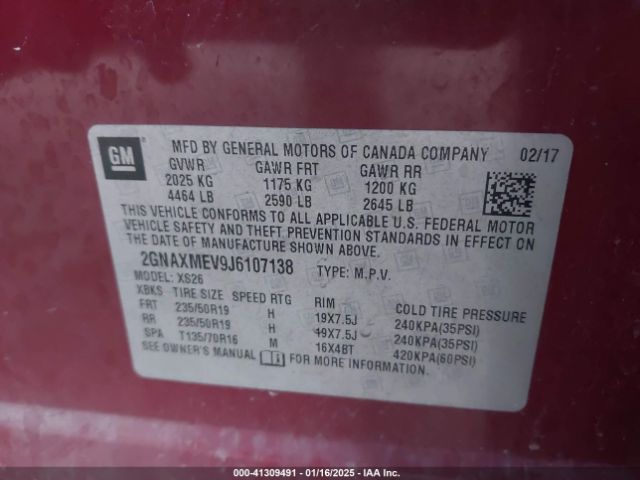 GM ® MFD BY GENERAL MOTORS OF CANADA COMPANY 02/17
GVWR GAWR FRT GAWR RR
2025 KG 1175 KG 1200 KG
4464 LB 2590 LB 2645 LB
THIS VEHICLE CONFORMS TO ALL APPLICABLE U.S. FEDERAL MOTOR
VEHICLE SAFETY AND THEFT PREVENTION STANDARDS IN EFFECT ON
THE DATE OF MANUFACTURE SHOWN ABOVE.
2GNAXMEV9J6107138 TYPE: M.P.V.
MODEL: XS26
XBKS TIRE SIZE SPEED RTG RIM COLD TIRE PRESSURE
FRT 235/50R19 H 19X7.5J 240KPA(35PSI)
RR 235/50R19 H 19X7.5J 240KPA(35PSI)
SPA T135/70R16 M 16X4BT 420KPA(60PSI)
SEE OWNER'S MANUAL FOR MORE INFORMATION.
000-41309491 - 01/16/2025 - IAA Inc.